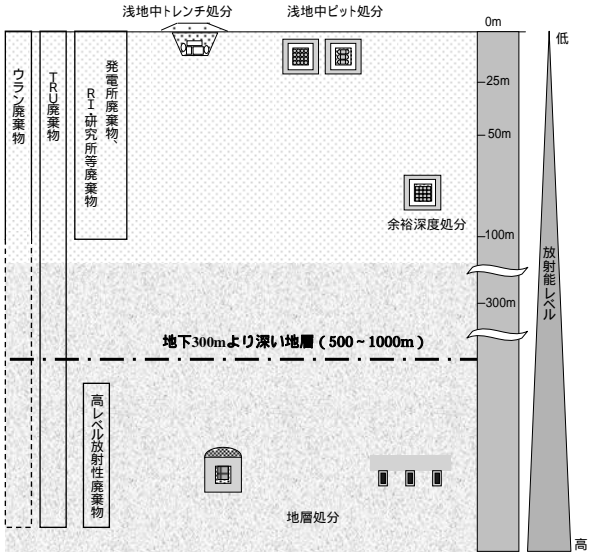 浅地中トレンチ処分
浅地中ピット処分
0m
低
ウラン廃棄物
TRU廃棄物
発電所廃棄物、
RI・研究所等廃棄物
25m
50m
余裕深度処分
100m
放射能レベル
300m
地下300mより深い地層（500～1000m）
高レベル放射性廃棄物
地層処分
高